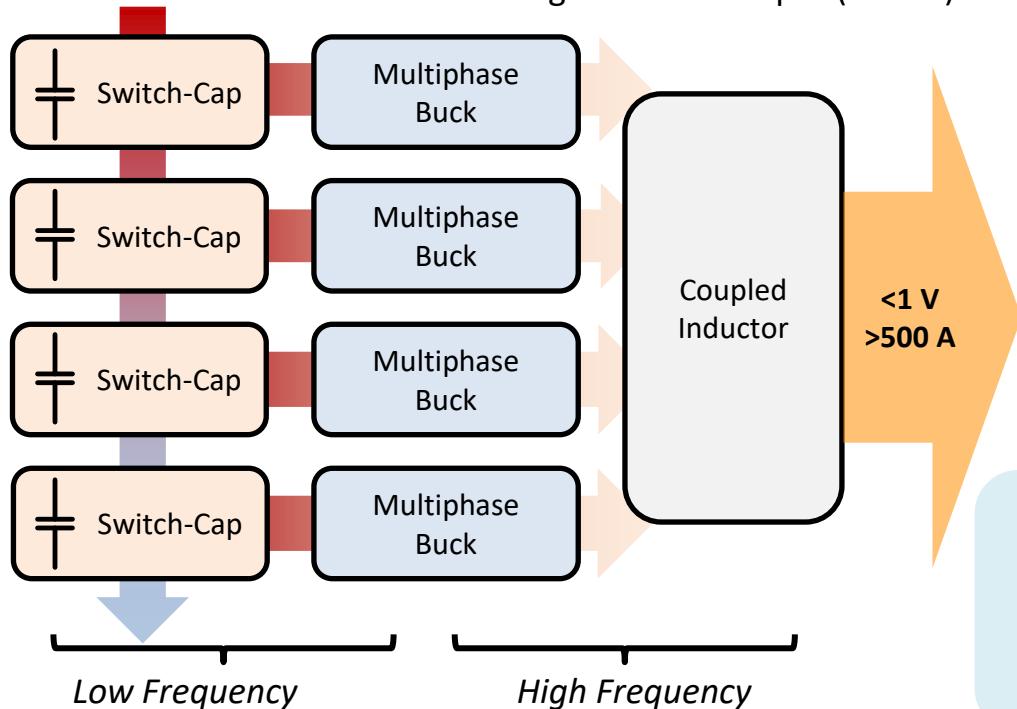 Switch-Cap
Multiphase
Buck
Switch-Cap
Multiphase
Buck
Switch-Cap
Multiphase
Buck
Switch-Cap
Multiphase
Buck
Coupled
Inductor
<1 V
>500 A
Low Frequency
High Frequency